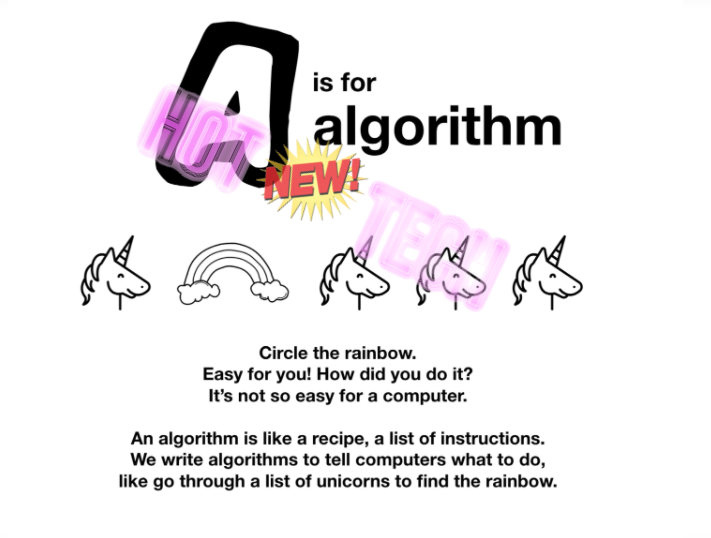 A
is for
algorithm
HOT
NEW!
TECH
Circle the rainbow.
Easy for you! How did you do it?
It's not so easy for a computer.
An algorithm is like a recipe, a list of instructions.
We write algorithms to tell computers what to do,
like go through a list of unicorns to find the rainbow.